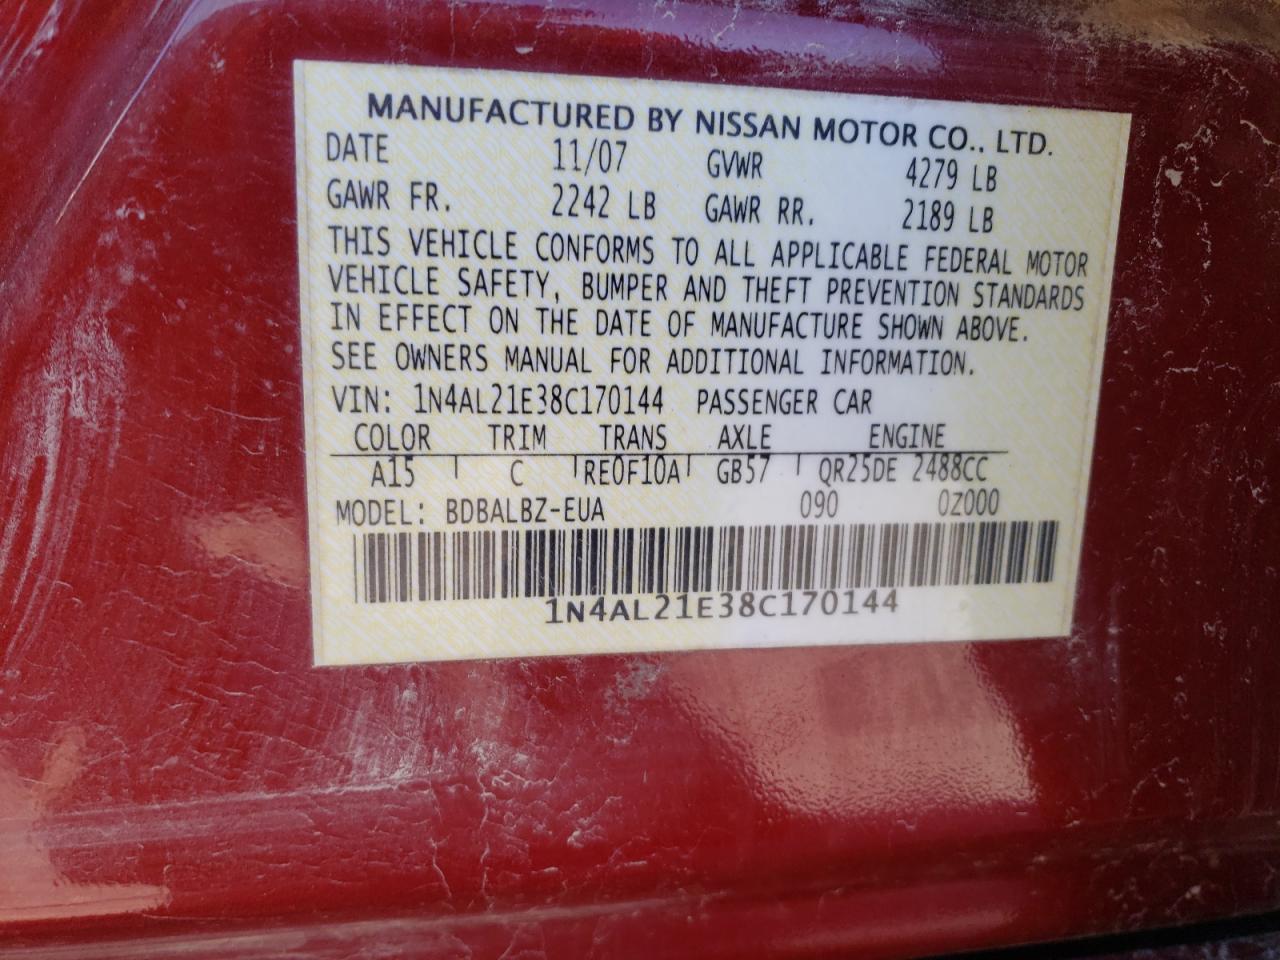 MANUFACTURED BY NISSAN MOTOR CO., LTD.
DATE 11/07 GVWR 4279 LB
GAWR FR. 2242 LB GAWR RR. 2189 LB
THIS VEHICLE CONFORMS TO ALL APPLICABLE FEDERAL MOTOR
VEHICLE SAFETY, BUMPER AND THEFT PREVENTION STANDARDS
IN EFFECT ON THE DATE OF MANUFACTURE SHOWN ABOVE.
SEE OWNERS MANUAL FOR ADDITIONAL INFORMATION.
VIN: 1N4AL21E38C170144 PASSENGER CAR
COLOR TRIM TRANS AXLE ENGINE
A15 C RE0F10A GB57 QR25DE 2488CC
MODEL: BDBALBZ-EUA 090 0Z000
1N4AL21E38C170144